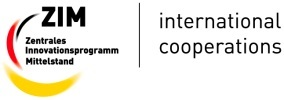 ZIM
Zentrales
Innovationsprogramm
Mittelstand
international
cooperations